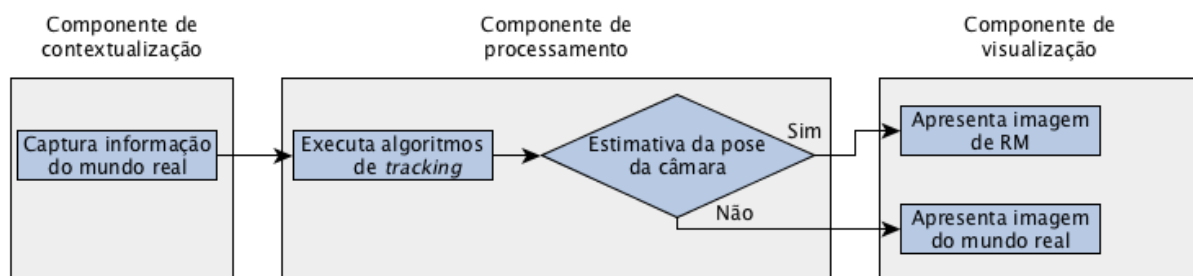 Componente de
contextualização
Componente de
processamento
Componente de
visualização
Captura informação
do mundo real
Executa algoritmos
de tracking
Estimativa da pose
da câmara
Sim
Não
Apresenta imagem
de RM
Apresenta imagem
do mundo real